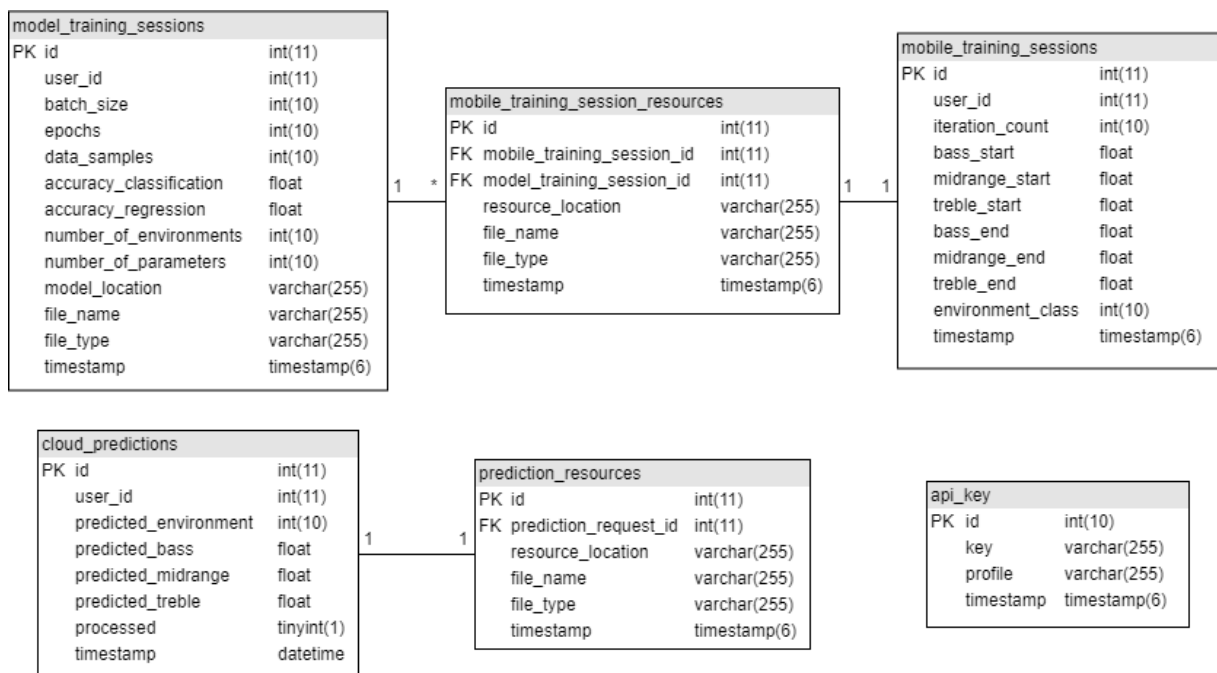 model_training_sessions
PK id int(11)
user_id int(11)
batch_size int(10)
epochs int(10)
data_samples int(10)
accuracy_classification float
accuracy_regression float
number_of_environments int(10)
number_of_parameters int(10)
model_location varchar(255)
file_name varchar(255)
file_type varchar(255)
timestamp timestamp(6)
1 *
mobile_training_session_resources
PK id int(11)
FK mobile_training_session_id int(11)
FK model_training_session_id int(11)
resource_location varchar(255)
file_name varchar(255)
file_type varchar(255)
timestamp timestamp(6)
1 1
mobile_training_sessions
PK id int(11)
user_id int(11)
iteration_count int(10)
bass_start float
midrange_start float
treble_start float
bass_end float
midrange_end float
treble_end float
environment_class int(10)
timestamp timestamp(6)
cloud_predictions
PK id int(11)
user_id int(11)
predicted_environment int(10)
predicted_bass float
predicted_midrange float
predicted_treble float
processed tinyint(1)
timestamp datetime
1 1
prediction_resources
PK id int(11)
FK prediction_request_id int(11)
resource_location varchar(255)
file_name varchar(255)
file_type varchar(255)
timestamp timestamp(6)
api_key
PK id int(10)
key varchar(255)
profile varchar(255)
timestamp timestamp(6)